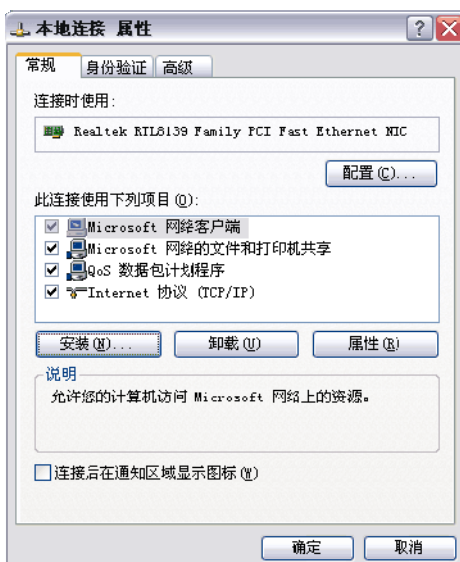 本地连接 属性
常规 身份验证 高级
连接时使用:
Realtek RTL8139 Family PCI Fast Ethernet NIC
配置(C)...
此连接使用下列项目(O):
Microsoft 网络客户端
Microsoft 网络的文件和打印机共享
QoS 数据包计划程序
Internet 协议 (TCP/IP)
安装(N)... 卸载(U) 属性(R)
说明
允许您的计算机访问 Microsoft 网络上的资源。
连接后在通知区域显示图标(W)
确定 取消